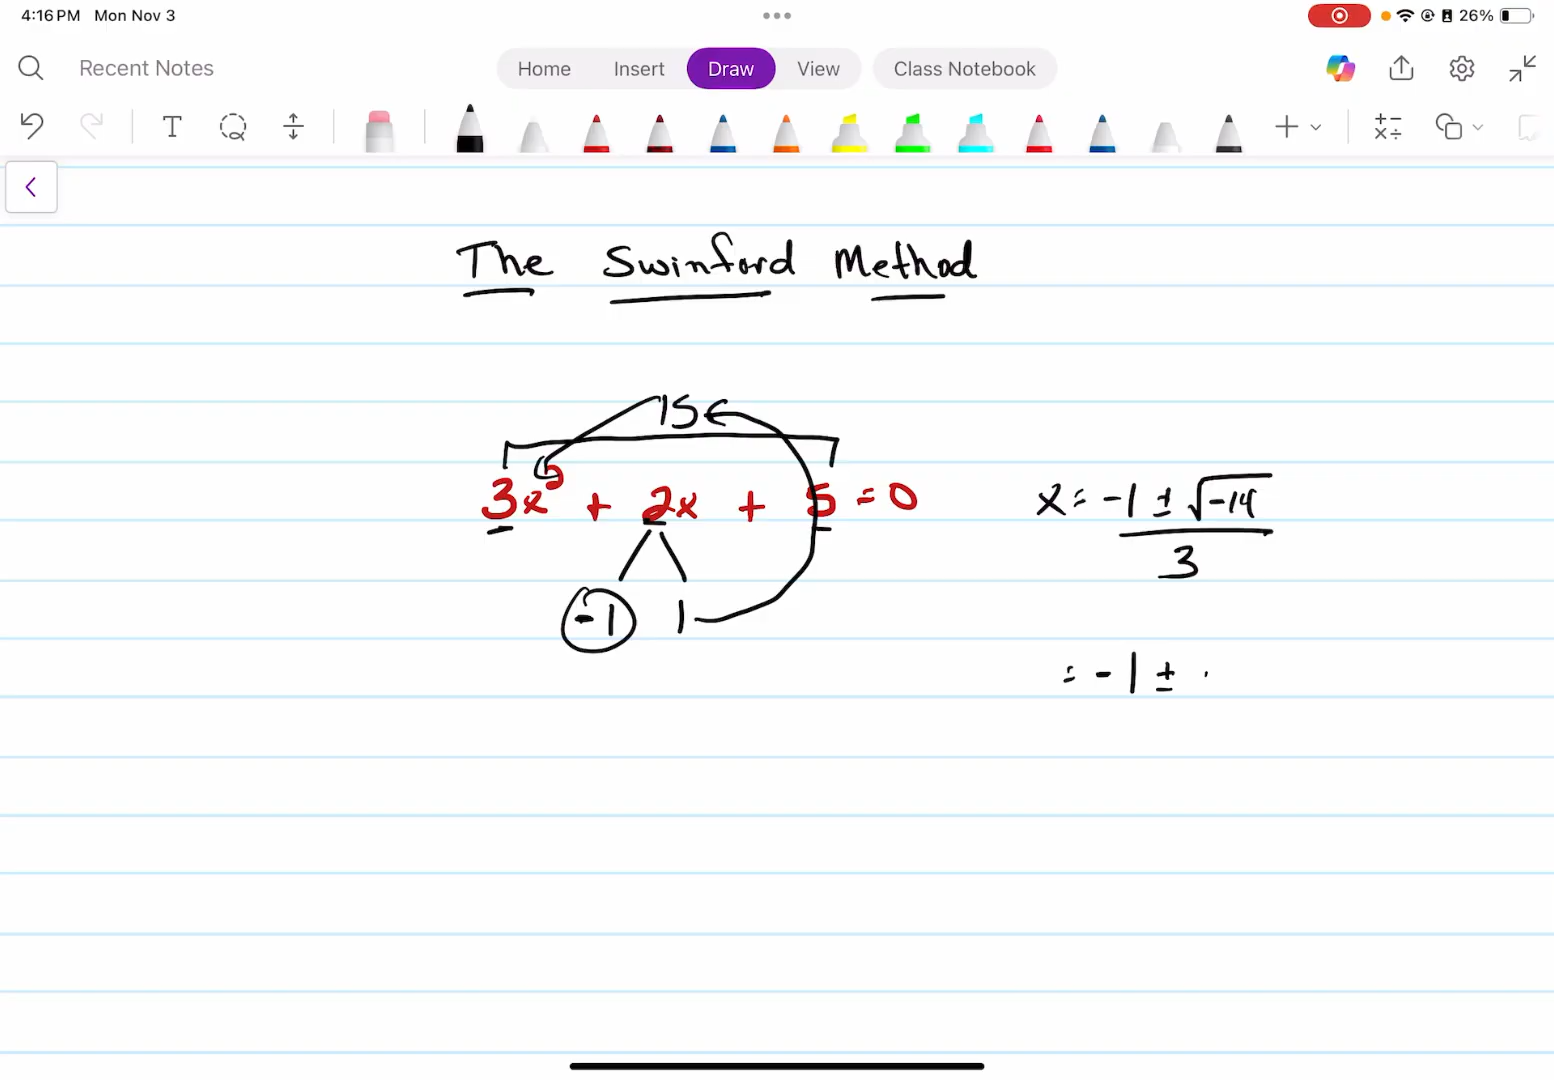 4:16 PM Mon Nov 3
26%
Recent Notes
Home Insert Draw View Class Notebook
T
The Swinford Method
15
3x² + 2x + 5 = 0
-1 1
x = -1 ± √-14
3
= -1 ±